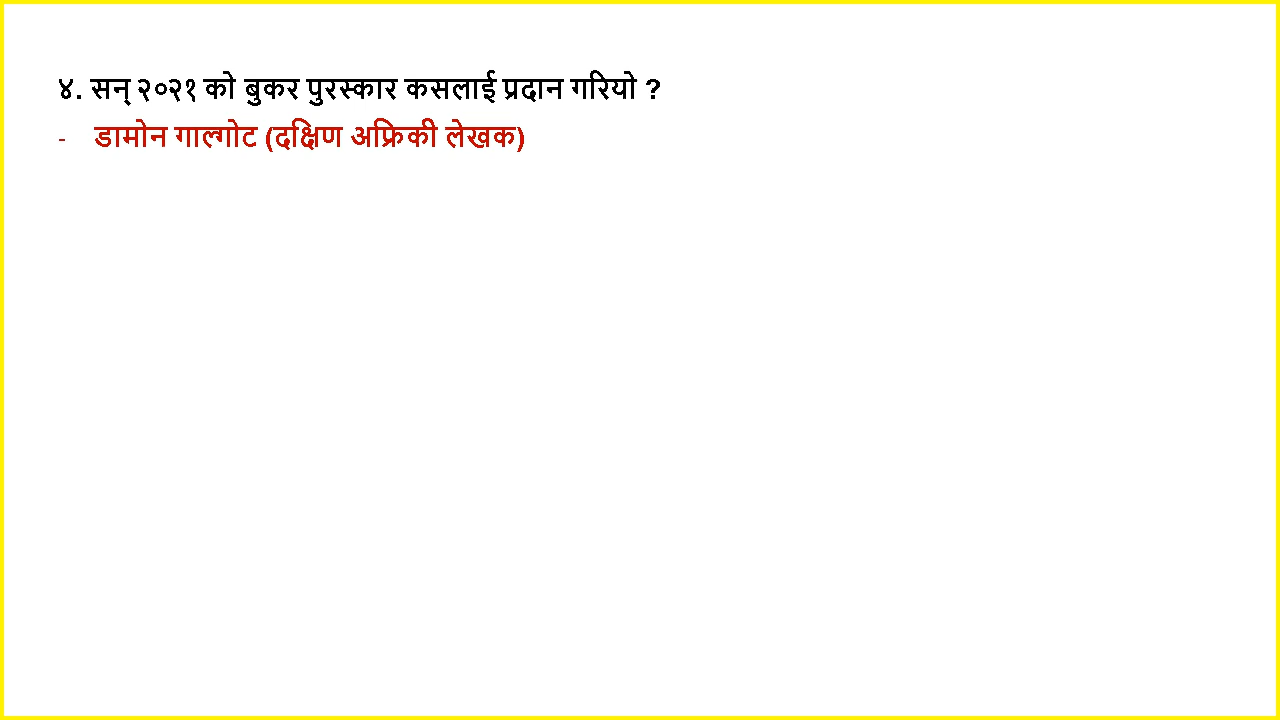 ४. सन् २०२१ को बुकर पुरस्कार कसलाई प्रदान गरियो ?
- डामोन गाल्गोट (दक्षिण अफ्रिकी लेखक)